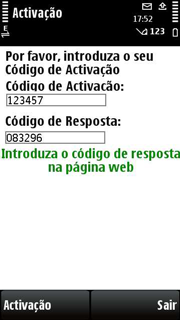 Activação
17:52
E
123
Por favor, introduza o seu
Código de Activação
Código de Activação:
123457
Código de Resposta:
083296
Introduza o código de resposta
na página web
Activação
Sair